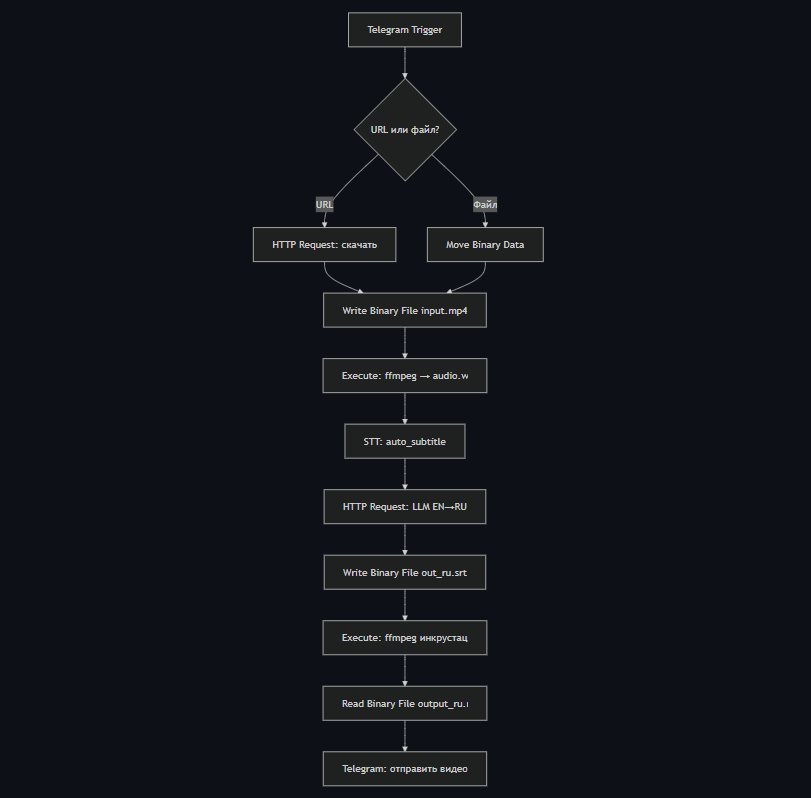 Telegram Trigger
URL или файл?
URL
Файл
HTTP Request: скачать
Move Binary Data
Write Binary File input.mp4
Execute: ffmpeg → audio.w
STT: auto_subtitle
HTTP Request: LLM EN→RU
Write Binary File out_ru.srt
Execute: ffmpeg инкрустац
Read Binary File output_ru.
Telegram: отправить видео